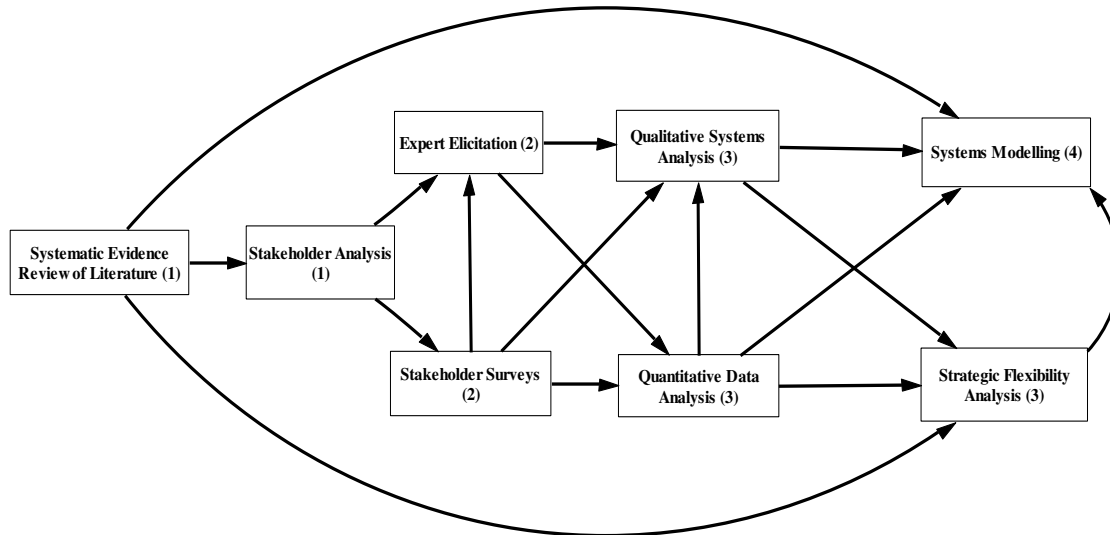 Expert Elicitation (2)
Qualitative Systems
Analysis (3)
Systems Modelling (4)
Systematic Evidence
Review of Literature (1)
Stakeholder Analysis
(1)
Stakeholder Surveys
(2)
Quantitative Data
Analysis (3)
Strategic Flexibility
Analysis (3)